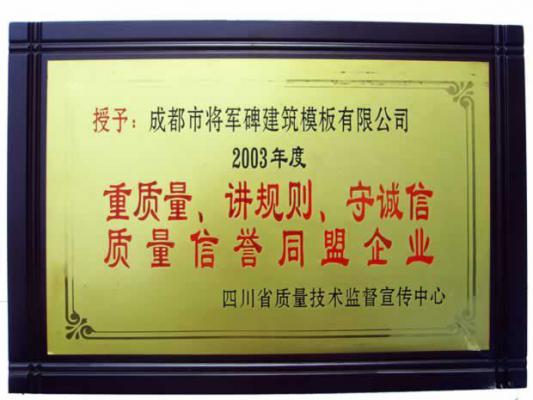 授予：成都市将军碑建筑模板有限公司
2003年度
重质量、讲规则、守诚信
质量信誉同盟企业
四川省质量技术监督宣传中心